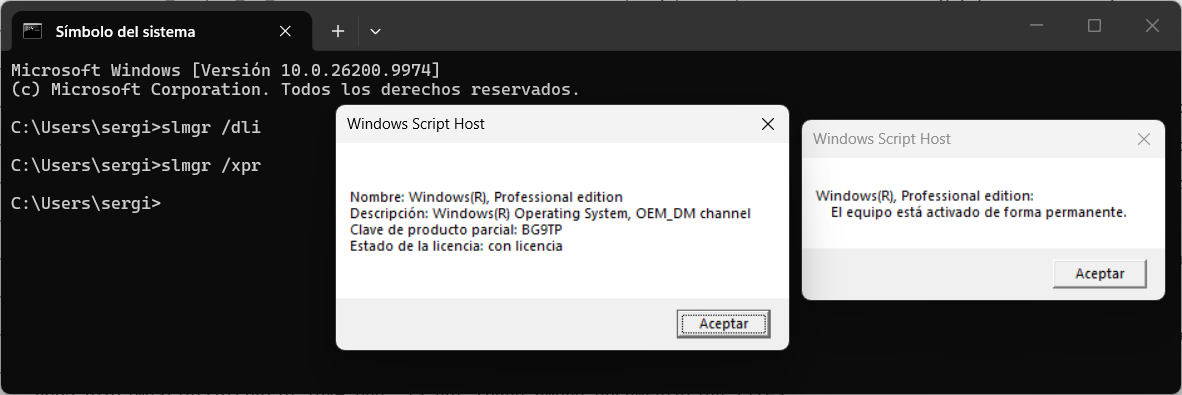 Símbolo del sistema
Microsoft Windows [Versión 10.0.26200.9974]
(c) Microsoft Corporation. Todos los derechos reservados.
C:\Users\sergi>slmgr /dli
C:\Users\sergi>slmgr /xpr
C:\Users\sergi>
Windows Script Host
Nombre: Windows(R), Professional edition
Descripción: Windows(R) Operating System, OEM_DM channel
Clave de producto parcial: BG9TP
Estado de la licencia: con licencia
Aceptar
Windows Script Host
Windows(R), Professional edition:
El equipo está activado de forma permanente.
Aceptar